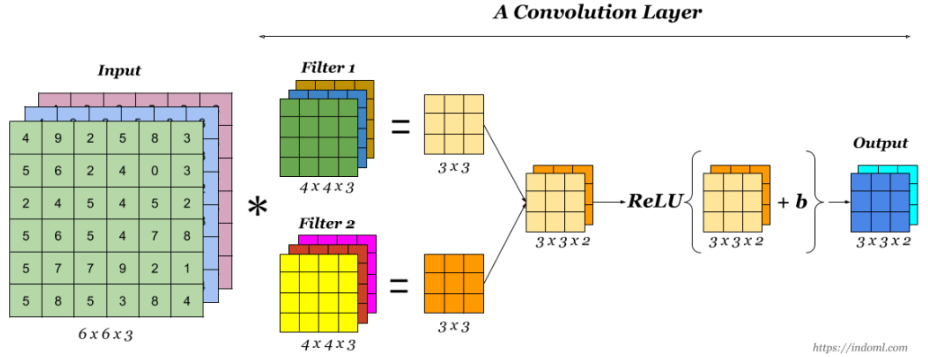 A Convolution Layer
Input
Filter 1
Filter 2
Output
4 9 2 5 8 3
5 6 2 4 0 3
2 4 5 4 5 2
5 6 5 4 7 8
5 7 7 9 2 1
5 8 5 3 8 4
6 x 6 x 3
*
4 x 4 x 3
=
3 x 3
4 x 4 x 3
=
3 x 3
3 x 3 x 2
ReLU { + b }
3 x 3 x 2
3 x 3 x 2
https://indoml.com